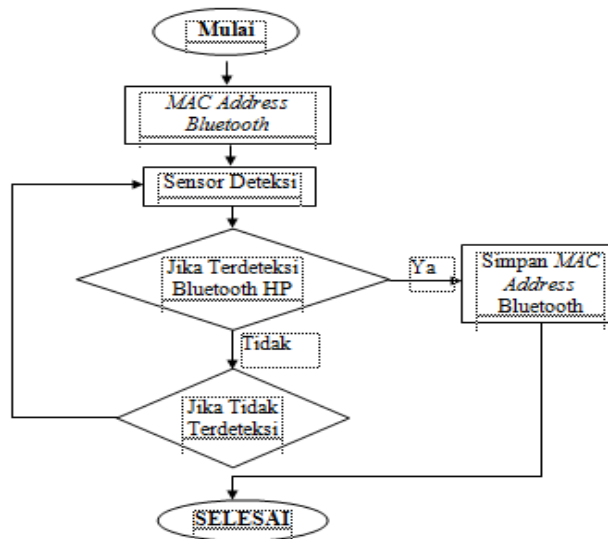 Mulai
MAC Address
Bluetooth
Sensor Deteksi
Jika Terdeteksi
Bluetooth HP
Ya
Simpan MAC
Address
Bluetooth
Tidak
Jika Tidak
Terdeteksi
SELESAI